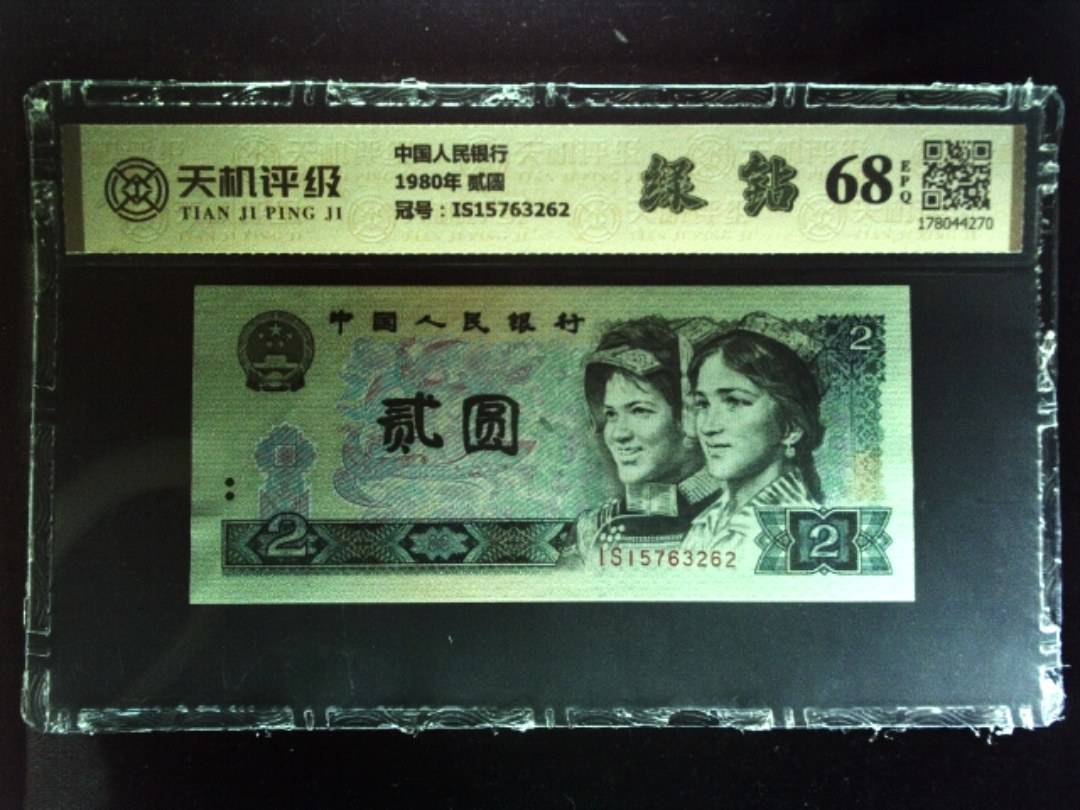 天机评级
TIAN JI PING JI
中国人民银行
1980年 贰圆
冠号：IS15763262
绿钻
68
EPQ
178044270
中国人民银行
贰圆
2
2
IS15763262
2